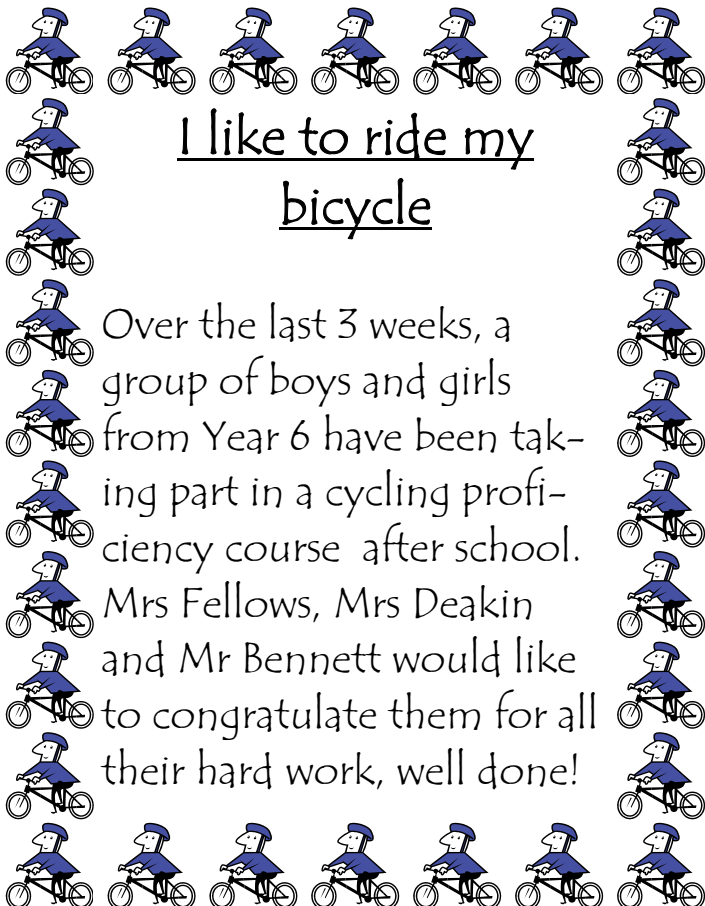 I like to ride my
bicycle
Over the last 3 weeks, a
group of boys and girls
from Year 6 have been tak-
ing part in a cycling profi-
ciency course  after school.
Mrs Fellows, Mrs Deakin
and Mr Bennett would like
to congratulate them for all
their hard work, well done!